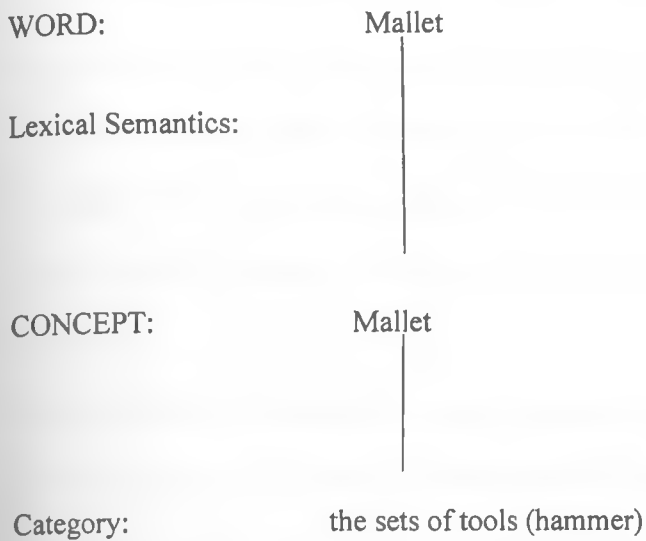 WORD: Mallet
Lexical Semantics:
CONCEPT: Mallet
Category: the sets of tools (hammer)